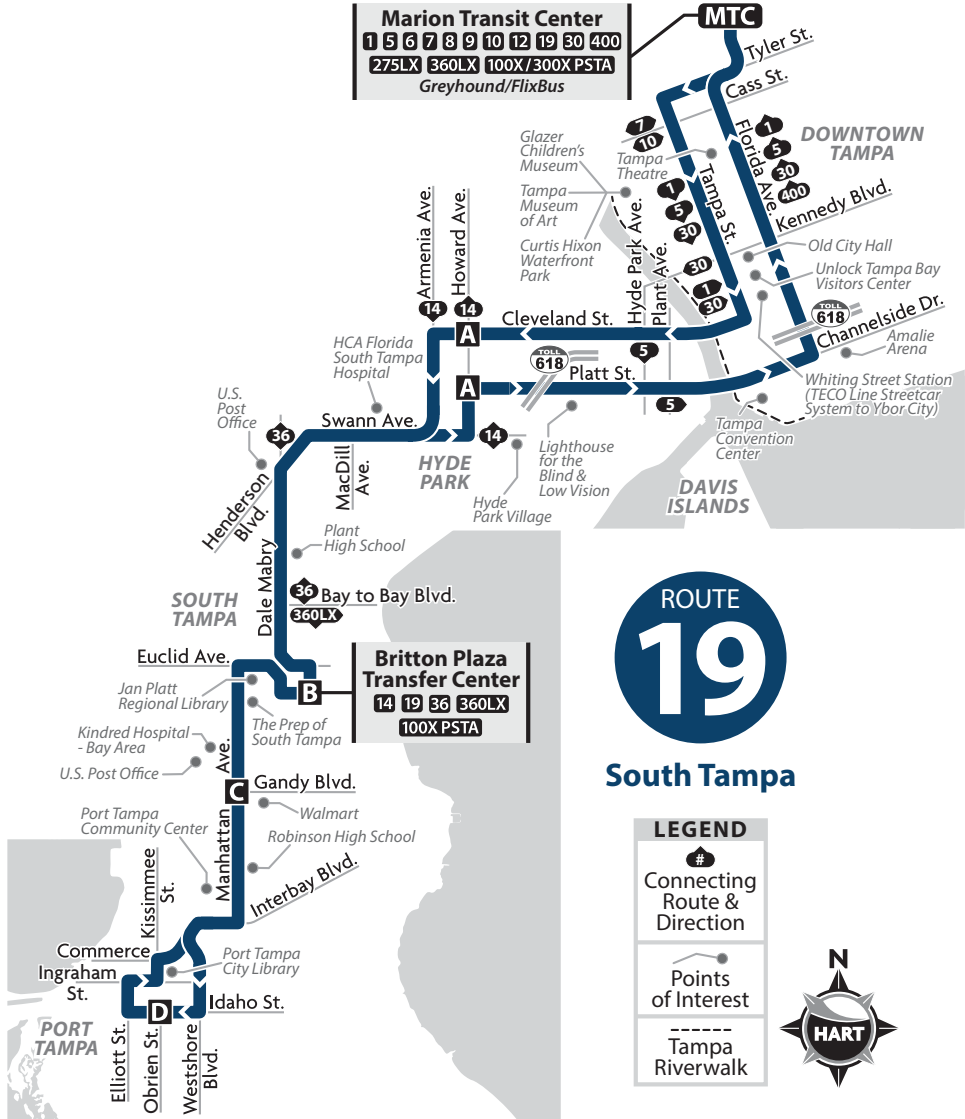 Marion Transit Center
1 5 6 7 8 9 10 12 19 30 400
275LX 360LX 100X/300X PSTA
Greyhound/FlixBus
MTC
Tyler St.
Cass St.
7
10
Glazer
Children's
Museum
Tampa
Theatre
Florida Ave.
1
5
30
400
DOWNTOWN
TAMPA
Tampa
Museum
of Art
1
5
30
Tampa St.
Kennedy Blvd.
Curtis Hixon
Waterfront
Park
Hyde Park Ave.
Plant Ave.
30
1
30
Old City Hall
Unlock Tampa Bay
Visitors Center
Armenia Ave.
Howard Ave.
14
14
A
Cleveland St.
TOLL
618
Channelside Dr.
Amalie
Arena
HCA Florida
South Tampa
Hospital
TOLL
618
5
Platt St.
A
5
Whiting Street Station
(TECO Line Streetcar
System to Ybor City)
U.S.
Post
Office
36
Swann Ave.
14
Tampa
Convention
Center
HYDE
PARK
MacDill
Ave.
Lighthouse
for the
Blind &
Low Vision
Hyde
Park Village
DAVIS
ISLANDS
Henderson
Blvd.
Plant
High School
Dale Mabry
SOUTH
TAMPA
36
Bay to Bay Blvd.
360LX
ROUTE
19
South Tampa
Euclid Ave.
B
Britton Plaza
Transfer Center
14 19 36 360LX
100X PSTA
Jan Platt
Regional Library
The Prep of
South Tampa
Kindred Hospital
- Bay Area
U.S. Post Office
Manhattan Ave.
C
Gandy Blvd.
Walmart
Port Tampa
Community Center
Robinson High School
Interbay Blvd.
Kissimmee
St.
Commerce
Ingraham
St.
Port Tampa
City Library
D
Idaho St.
PORT
TAMPA
Elliott St.
Obrien St.
Westshore
Blvd.
LEGEND
#
Connecting
Route &
Direction
Points
of Interest
Tampa
Riverwalk
N
HART